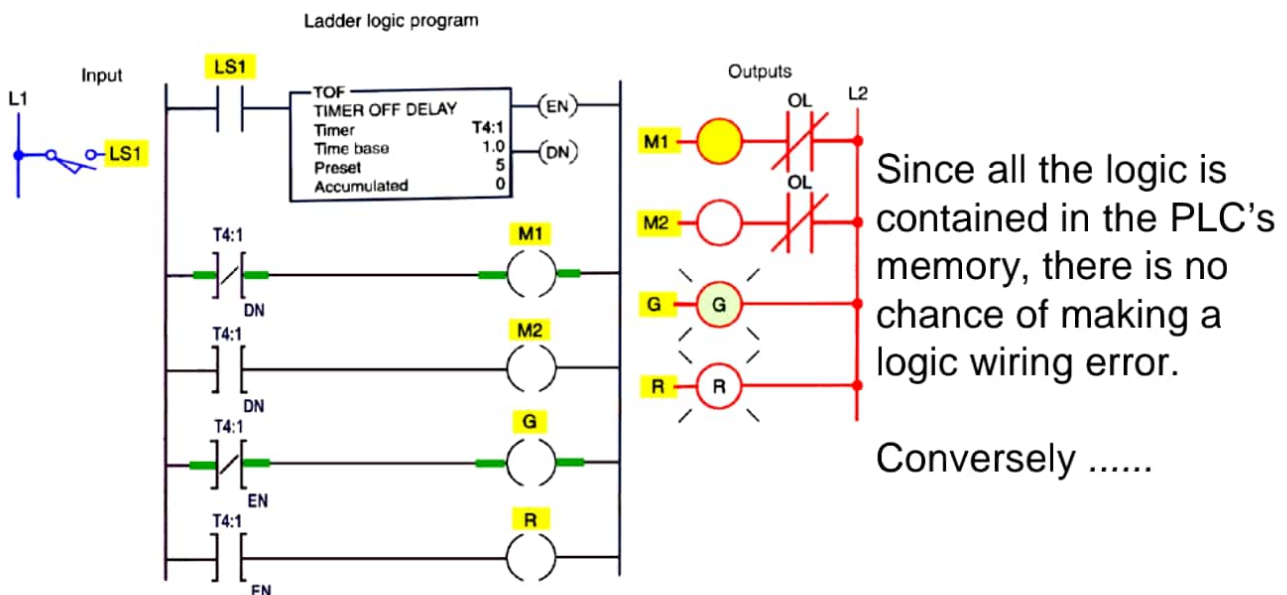 Ladder logic program
Input
L1
LS1
LS1
TOF
TIMER OFF DELAY
Timer T4:1
Time base 1.0
Preset 5
Accumulated 0
(EN)
(DN)
T4:1
M1
DN
T4:1
M2
DN
T4:1
G
EN
T4:1
R
EN
Outputs
OL L2
M1
OL
M2
G G
R R
Since all the logic is
contained in the PLC’s
memory, there is no
chance of making a
logic wiring error.
Conversely ......